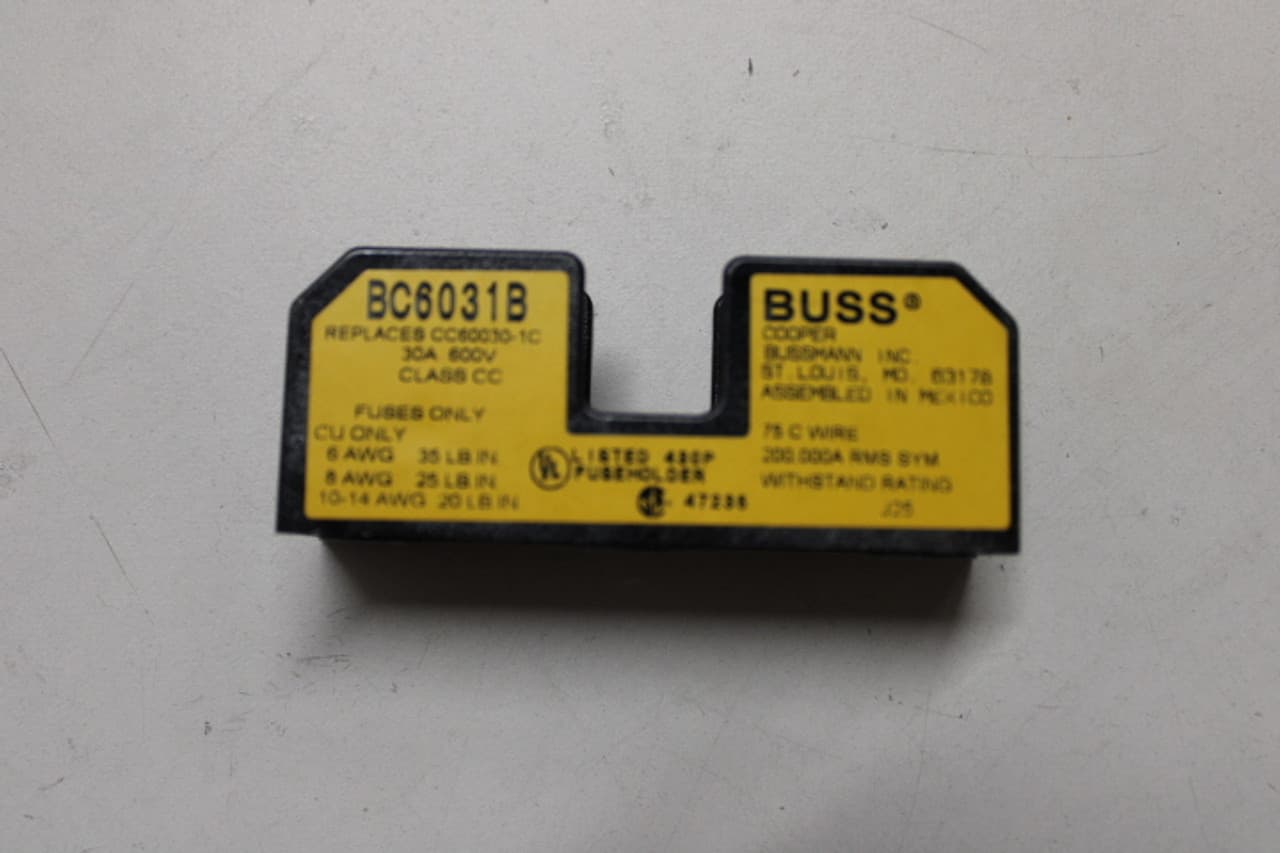 BC6031B
REPLACES CC60030-1C
30A 600V
CLASS CC
FUSES ONLY
CU ONLY
6 AWG 35 LB.IN.
8 AWG 25 LB.IN.
10-14 AWG 20 LB.IN.
UL LISTED
FUSEHOLDER
47235
BUSS®
COOPER
BUSSMANN INC.
ST. LOUIS, MO. 63178
ASSEMBLED IN MEXICO
75 C WIRE
200,000A RMS SYM.
WITHSTAND RATING
J25